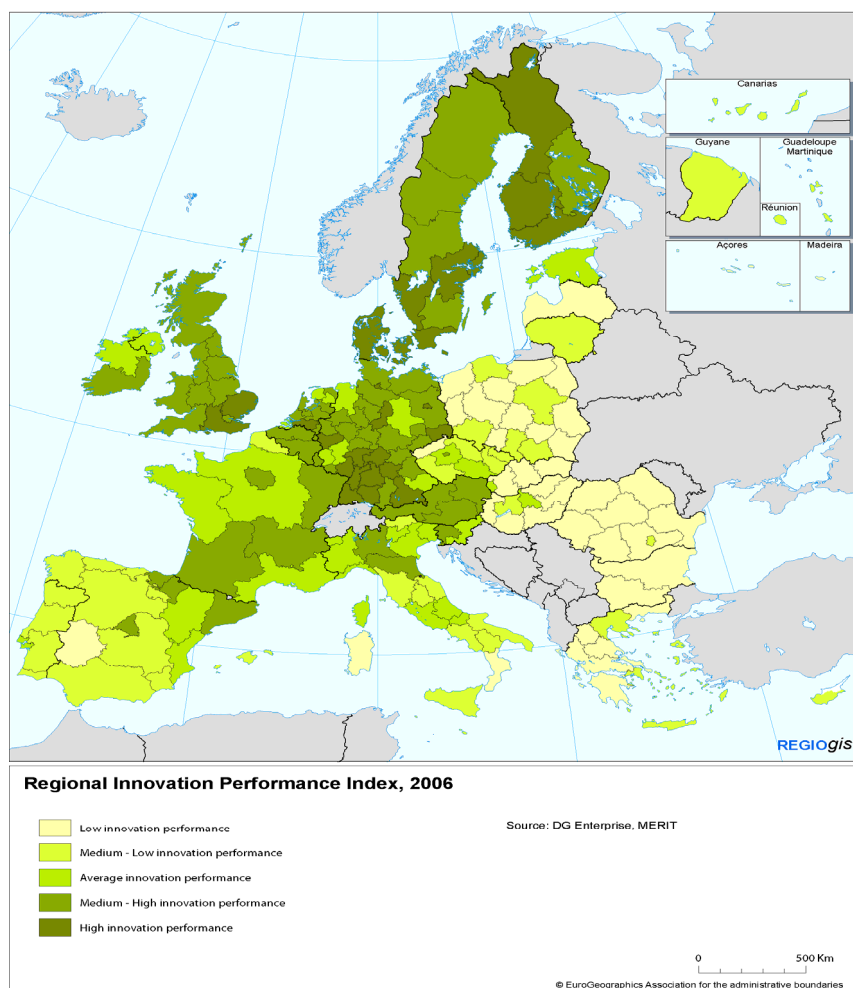 Canarias
Guyane
Guadeloupe
Martinique
Réunion
Açores
Madeira
REGIOgis
Regional Innovation Performance Index, 2006
Low innovation performance
Source: DG Enterprise, MERIT
Medium - Low innovation performance
Average innovation performance
Medium - High innovation performance
High innovation performance
0 500 Km
© EuroGeographics Association for the administrative boundaries